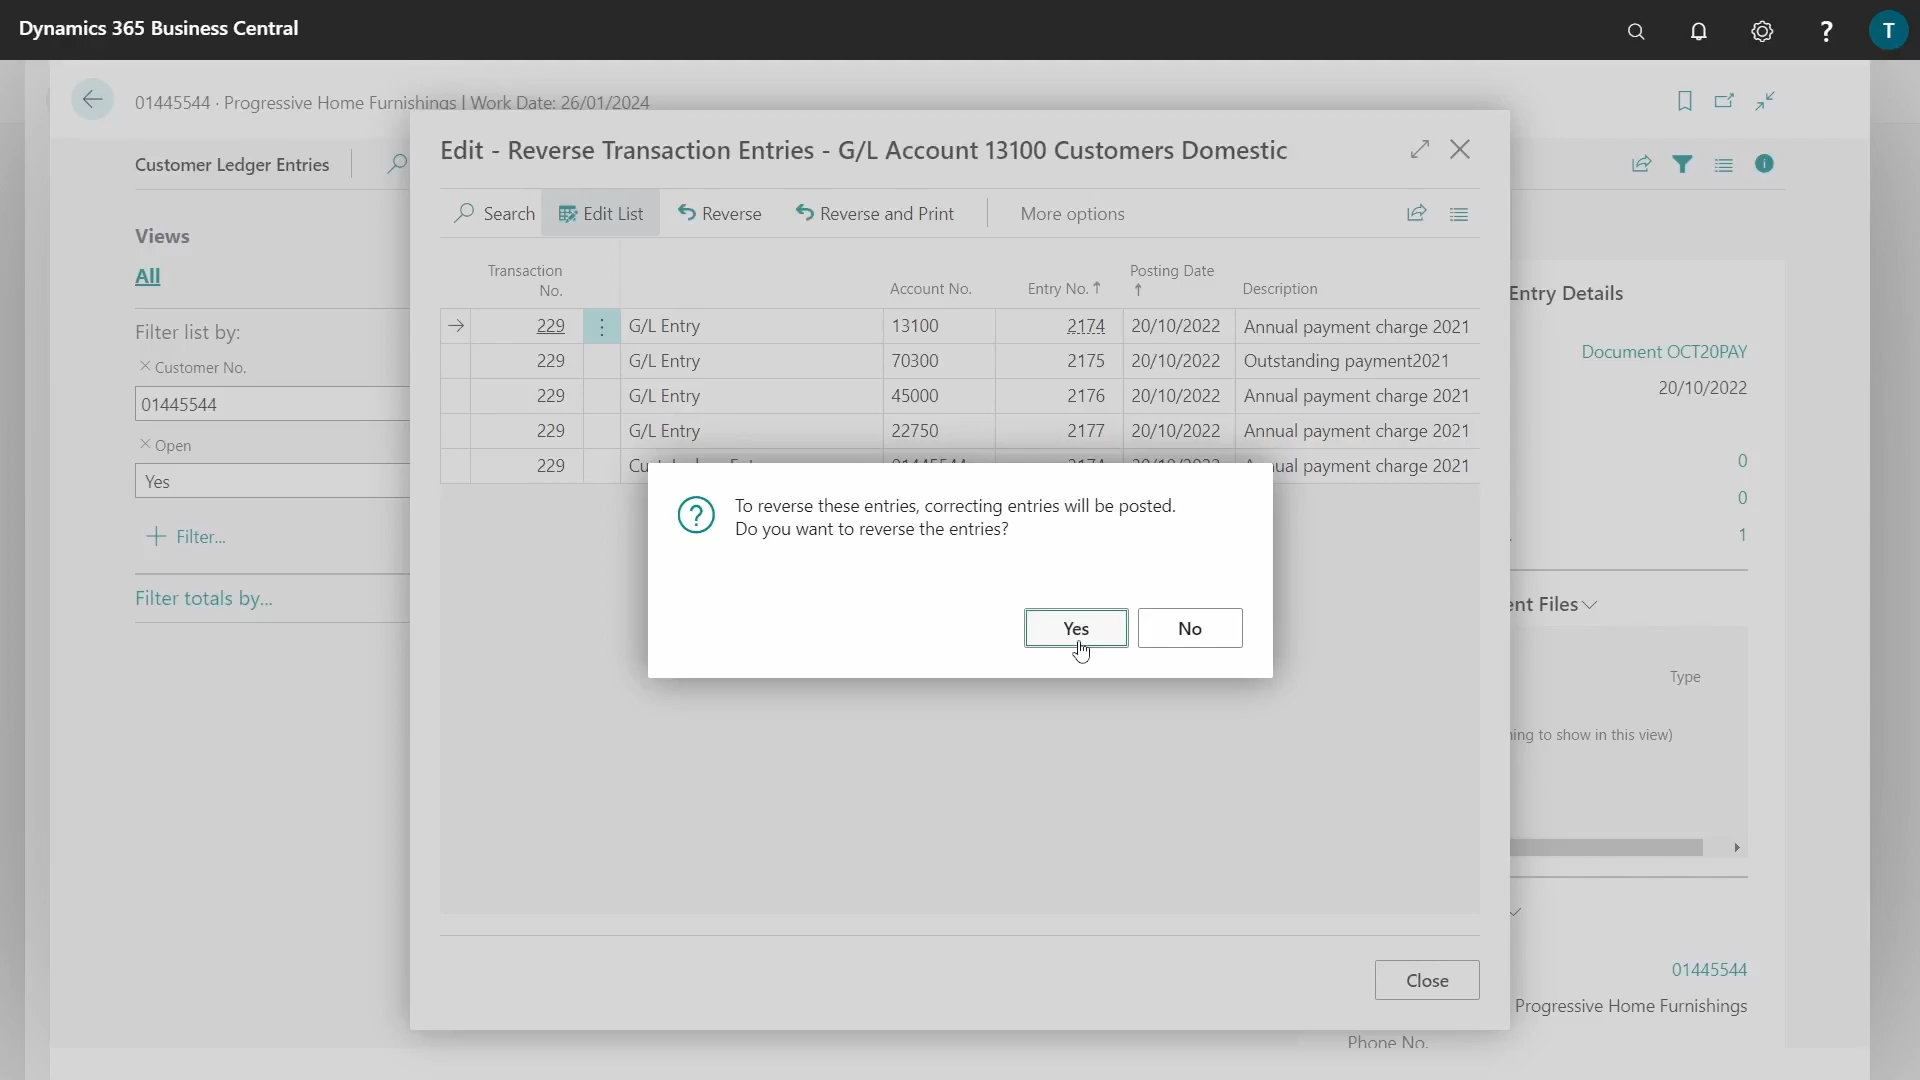 Dynamics 365 Business Central
T
01445544 · Progressive Home Furnishings | Work Date: 26/01/2024
Customer Ledger Entries
Views
All
Filter list by:
Customer No.
01445544
Open
Yes
Filter...
Filter totals by...
Edit - Reverse Transaction Entries - G/L Account 13100 Customers Domestic
Search Edit List Reverse Reverse and Print More options
Transaction No. Account No. Entry No. Posting Date Description
229 G/L Entry 13100 2174 20/10/2022 Annual payment charge 2021
229 G/L Entry 70300 2175 20/10/2022 Outstanding payment2021
229 G/L Entry 45000 2176 20/10/2022 Annual payment charge 2021
229 G/L Entry 22750 2177 20/10/2022 Annual payment charge 2021
229 payment charge 2021
To reverse these entries, correcting entries will be posted.
Do you want to reverse the entries?
Yes No
Close
Entry Details
Document OCT20PAY
20/10/2022
0
0
1
Files
Type
to show in this view)
01445544
Progressive Home Furnishings
Phone No.